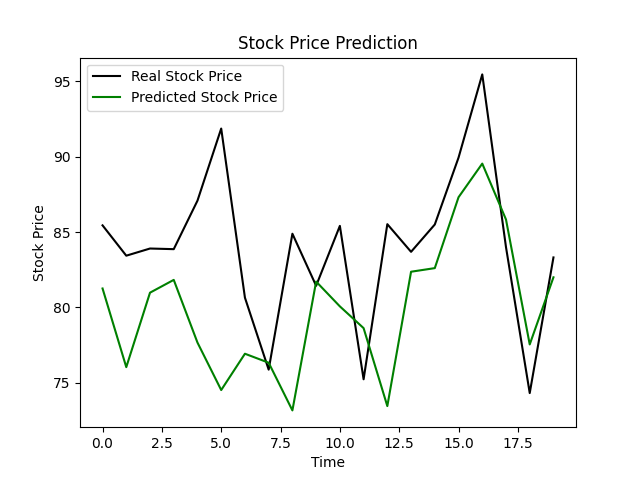 Stock Price Prediction
Real Stock Price
Predicted Stock Price
95
90
85
80
75
Stock Price
0.0 2.5 5.0 7.5 10.0 12.5 15.0 17.5
Time